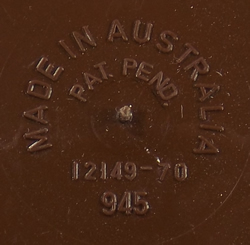 MADE IN AUSTRALIA
PAT. PEND.
12149-70
945